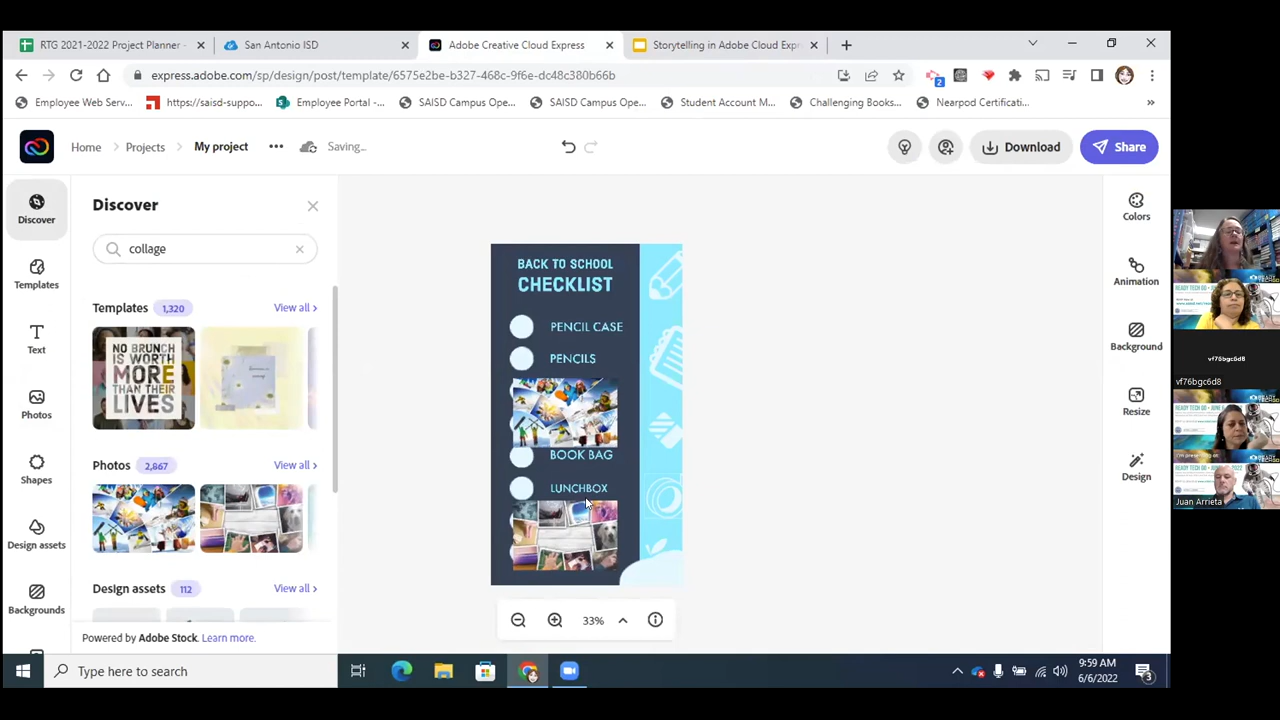 RTG 2021-2022 Project Planner -
San Antonio ISD
Adobe Creative Cloud Express
Storytelling in Adobe Cloud Expr
express.adobe.com/sp/design/post/template/6575e2be-b327-468c-9f6e-dc48c380b66b
2
Employee Web Serv...
https://saisd-suppo...
Employee Portal -...
SAISD Campus Ope...
SAISD Campus Ope...
Student Account M...
Challenging Books...
Nearpod Certificati...
Home
Projects
My project
Saving...
Download
Share
Discover
Templates
Text
Photos
Shapes
Design assets
Backgrounds
Discover
collage
Templates 1,320 View all
NO BRUNCH
IS WORTH
MORE
THAN THEIR
LIVES
Photos 2,867 View all
Design assets 112 View all
Powered by Adobe Stock. Learn more.
BACK TO SCHOOL
CHECKLIST
PENCIL CASE
PENCILS
BOOK BAG
LUNCHBOX
33%
Colors
Animation
Background
Resize
Design
vf76bgc6d8
vf76bgc6d8
Juan Arrieta
Type here to search
9:59 AM
6/6/2022
3